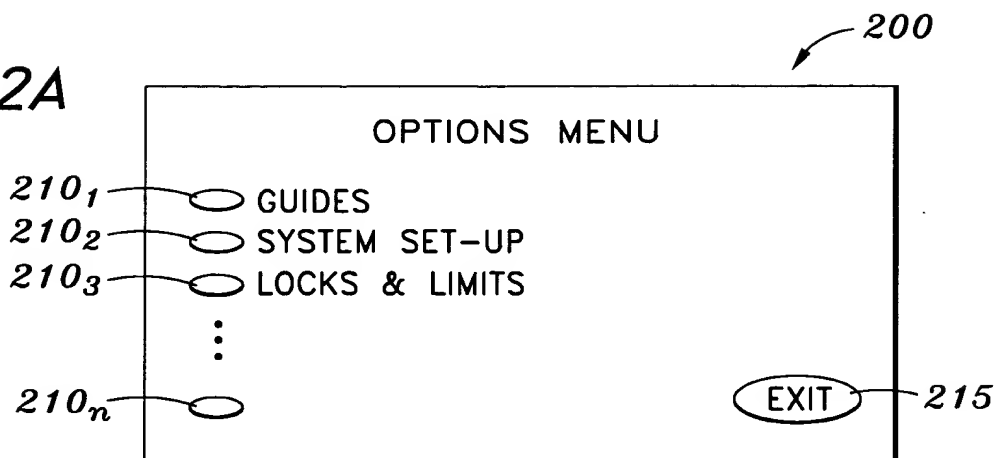 200
2A
OPTIONS MENU
210₁ GUIDES
210₂ SYSTEM SET-UP
210₃ LOCKS & LIMITS
210ₙ EXIT 215